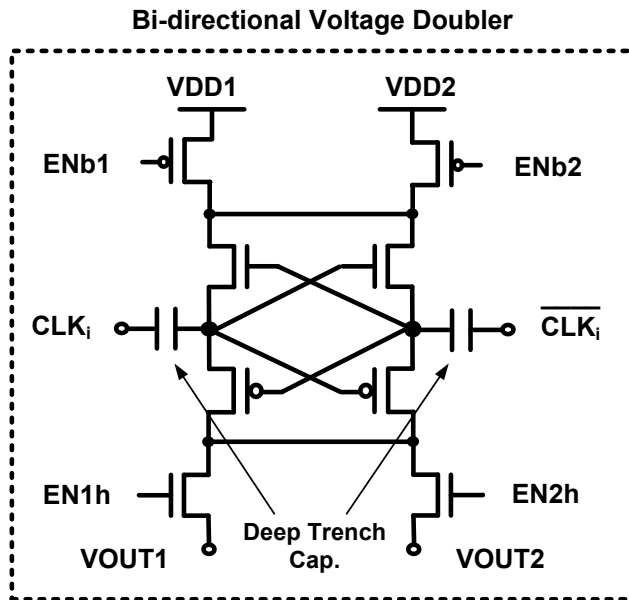 Bi-directional Voltage Doubler
VDD1
VDD2
ENb1
ENb2
CLKi
CLKi
EN1h
EN2h
Deep Trench
Cap.
VOUT1
VOUT2